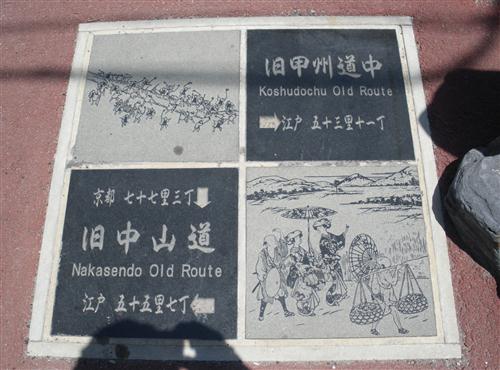 旧甲州道中
Koshudochu Old Route
江戸 五十三里十一丁
京都 七十七里三丁
旧中山道
Nakasendo Old Route
江戸 五十五里七丁